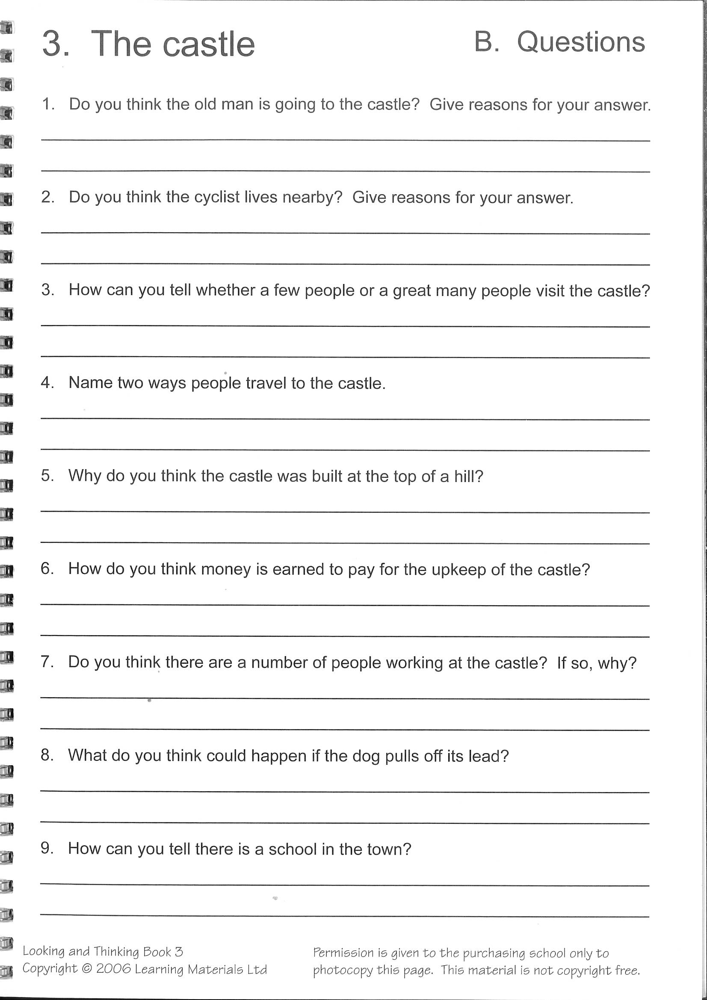 3. The castle
B. Questions
1. Do you think the old man is going to the castle? Give reasons for your answer.
2. Do you think the cyclist lives nearby? Give reasons for your answer.
3. How can you tell whether a few people or a great many people visit the castle?
4. Name two ways people travel to the castle.
5. Why do you think the castle was built at the top of a hill?
6. How do you think money is earned to pay for the upkeep of the castle?
7. Do you think there are a number of people working at the castle? If so, why?
8. What do you think could happen if the dog pulls off its lead?
9. How can you tell there is a school in the town?
Looking and Thinking Book 3
Copyright © 2006 Learning Materials Ltd
Permission is given to the purchasing school only to
photocopy this page. This material is not copyright free.